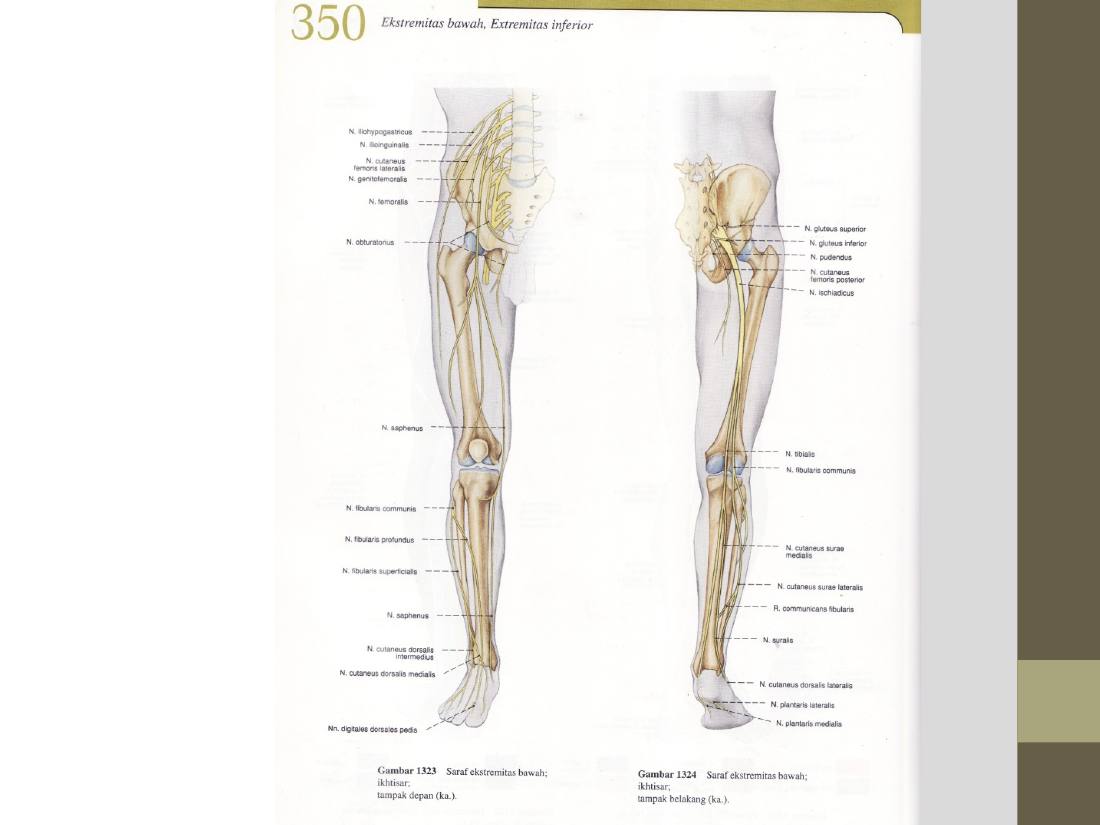 350
Ekstremitas bawah, Extremitas inferior
N. iliohypogastricus
N. ilioinguinalis
N. cutaneus
femoris lateralis
N. genitofemoralis
N. femoralis
N. obturatorius
N. saphenus
N. fibularis communis
N. fibularis profundus
N. fibularis superficialis
N. saphenus
N. cutaneus dorsalis
intermedius
N. cutaneus dorsalis medialis
Nn. digitales dorsales pedis
Gambar 1323 Saraf ekstremitas bawah;
ikhtisar;
tampak depan (ka.).
N. gluteus superior
N. gluteus inferior
N. pudendus
N. cutaneus
femoris posterior
N. ischiadicus
N. tibialis
N. fibularis communis
N. cutaneus surae
medialis
N. cutaneus surae lateralis
R. communicans fibularis
N. suralis
N. cutaneus dorsalis lateralis
N. plantaris lateralis
N. plantaris medialis
Gambar 1324 Saraf ekstremitas bawah;
ikhtisar;
tampak belakang (ka.).